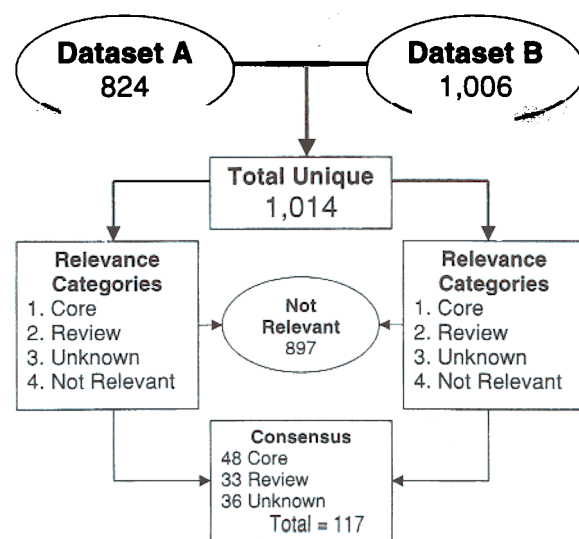 Dataset A
824
Dataset B
1,006
Total Unique
1,014
Relevance
Categories
1. Core
2. Review
3. Unknown
4. Not Relevant
Not
Relevant
897
Relevance
Categories
1. Core
2. Review
3. Unknown
4. Not Relevant
Consensus
48 Core
33 Review
36 Unknown
Total = 117